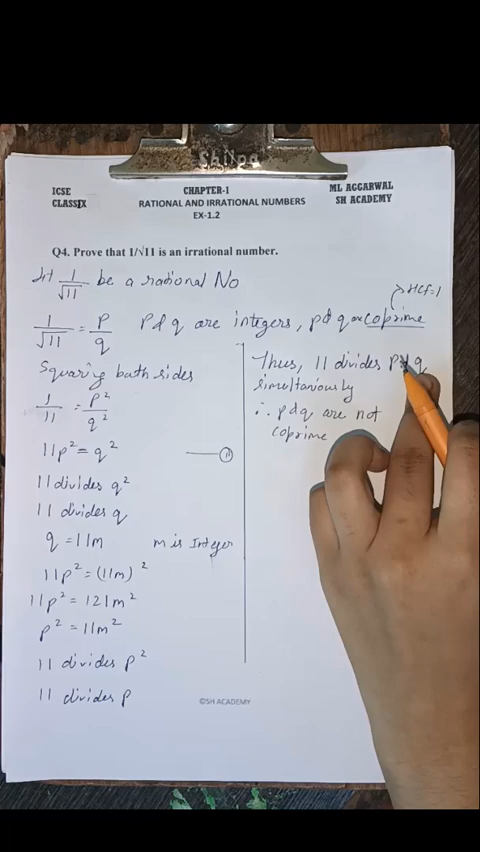 Shilpa
ICSE
CLASSIX
CHAPTER-1
RATIONAL AND IRRATIONAL NUMBERS
EX-1.2
ML AGGARWAL
SH ACADEMY
Q4. Prove that 1/√11 is an irrational number.
let 1/√11 be a rational No
HCF=1
1/√11 = p/q p & q are integers, p & q are coprime
Squaring both sides
1/11 = p²/q²
11p² = q²
11 divides q²
11 divides q
q = 11m m is Integer
11p² = (11m)²
11p² = 121m²
p² = 11m²
11 divides p²
11 divides p
Thus, 11 divides p & q
simultaniously
∴ p & q are not
coprime
©SH ACADEMY